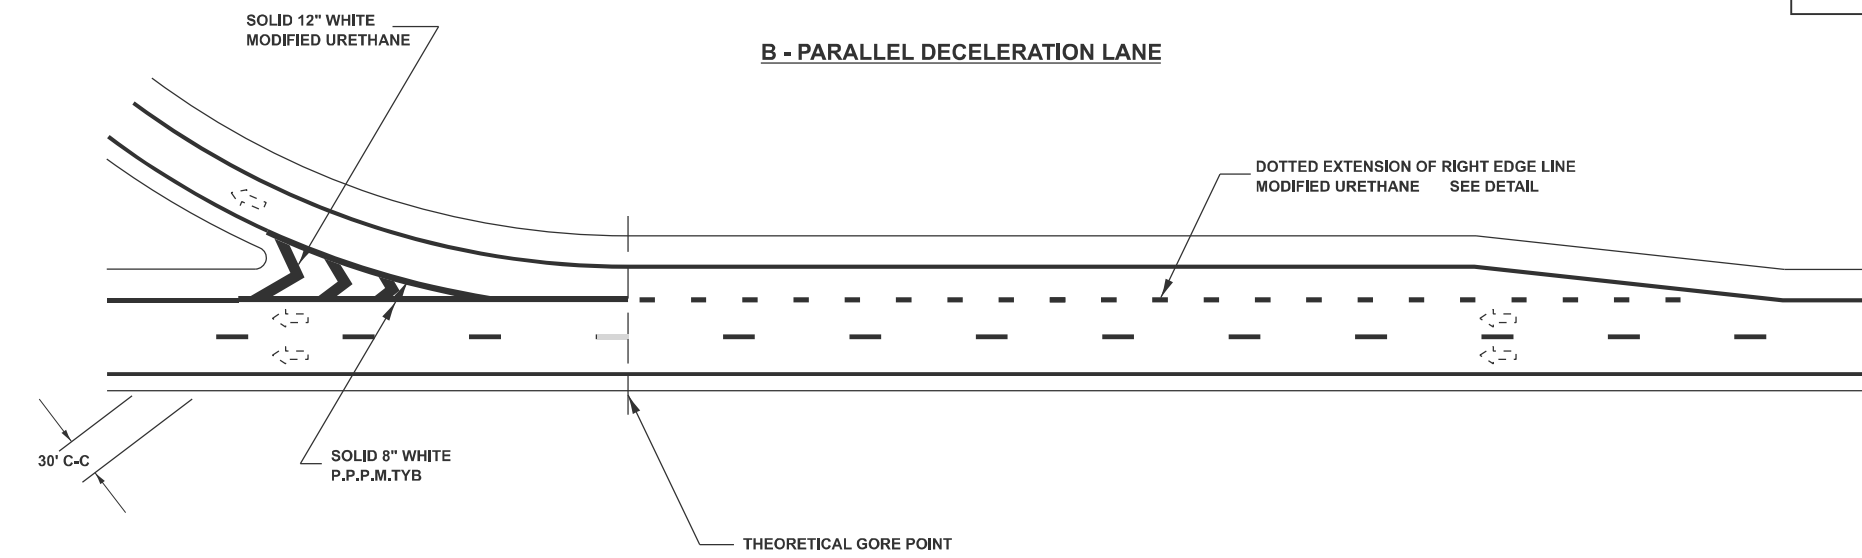 SOLID 12" WHITE
MODIFIED URETHANE
B - PARALLEL DECELERATION LANE
DOTTED EXTENSION OF RIGHT EDGE LINE
MODIFIED URETHANE SEE DETAIL
30' C-C
SOLID 8" WHITE
P.P.P.M.TYB
THEORETICAL GORE POINT